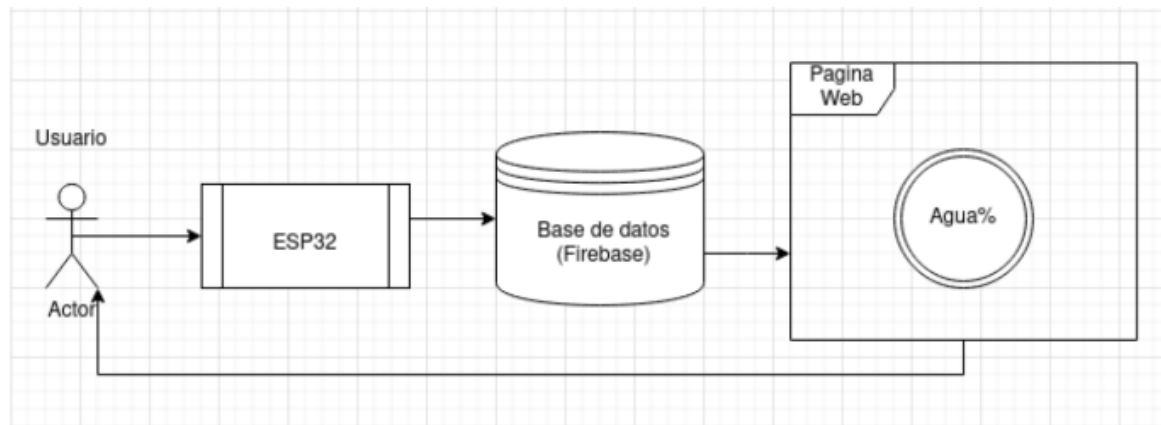 Usuario
Actor
ESP32
Base de datos
(Firebase)
Pagina
Web
Agua%